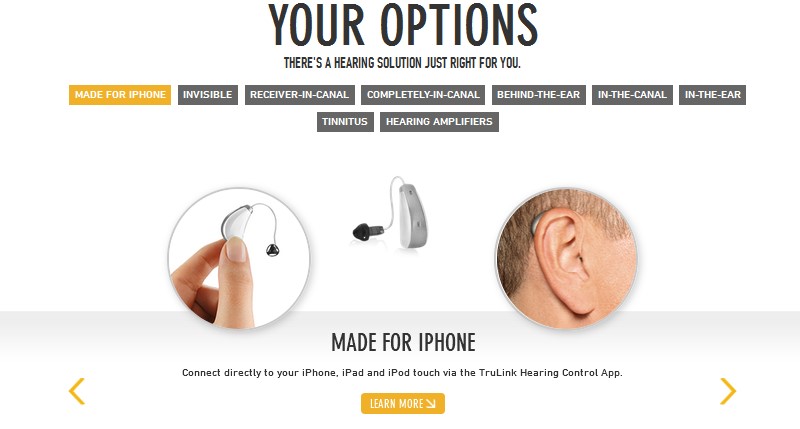 YOUR OPTIONS
THERE'S A HEARING SOLUTION JUST RIGHT FOR YOU.
MADE FOR IPHONE INVISIBLE RECEIVER-IN-CANAL COMPLETELY-IN-CANAL BEHIND-THE-EAR IN-THE-CANAL IN-THE-EAR
TINNITUS HEARING AMPLIFIERS
MADE FOR IPHONE
Connect directly to your iPhone, iPad and iPod touch via the TruLink Hearing Control App.
LEARN MORE